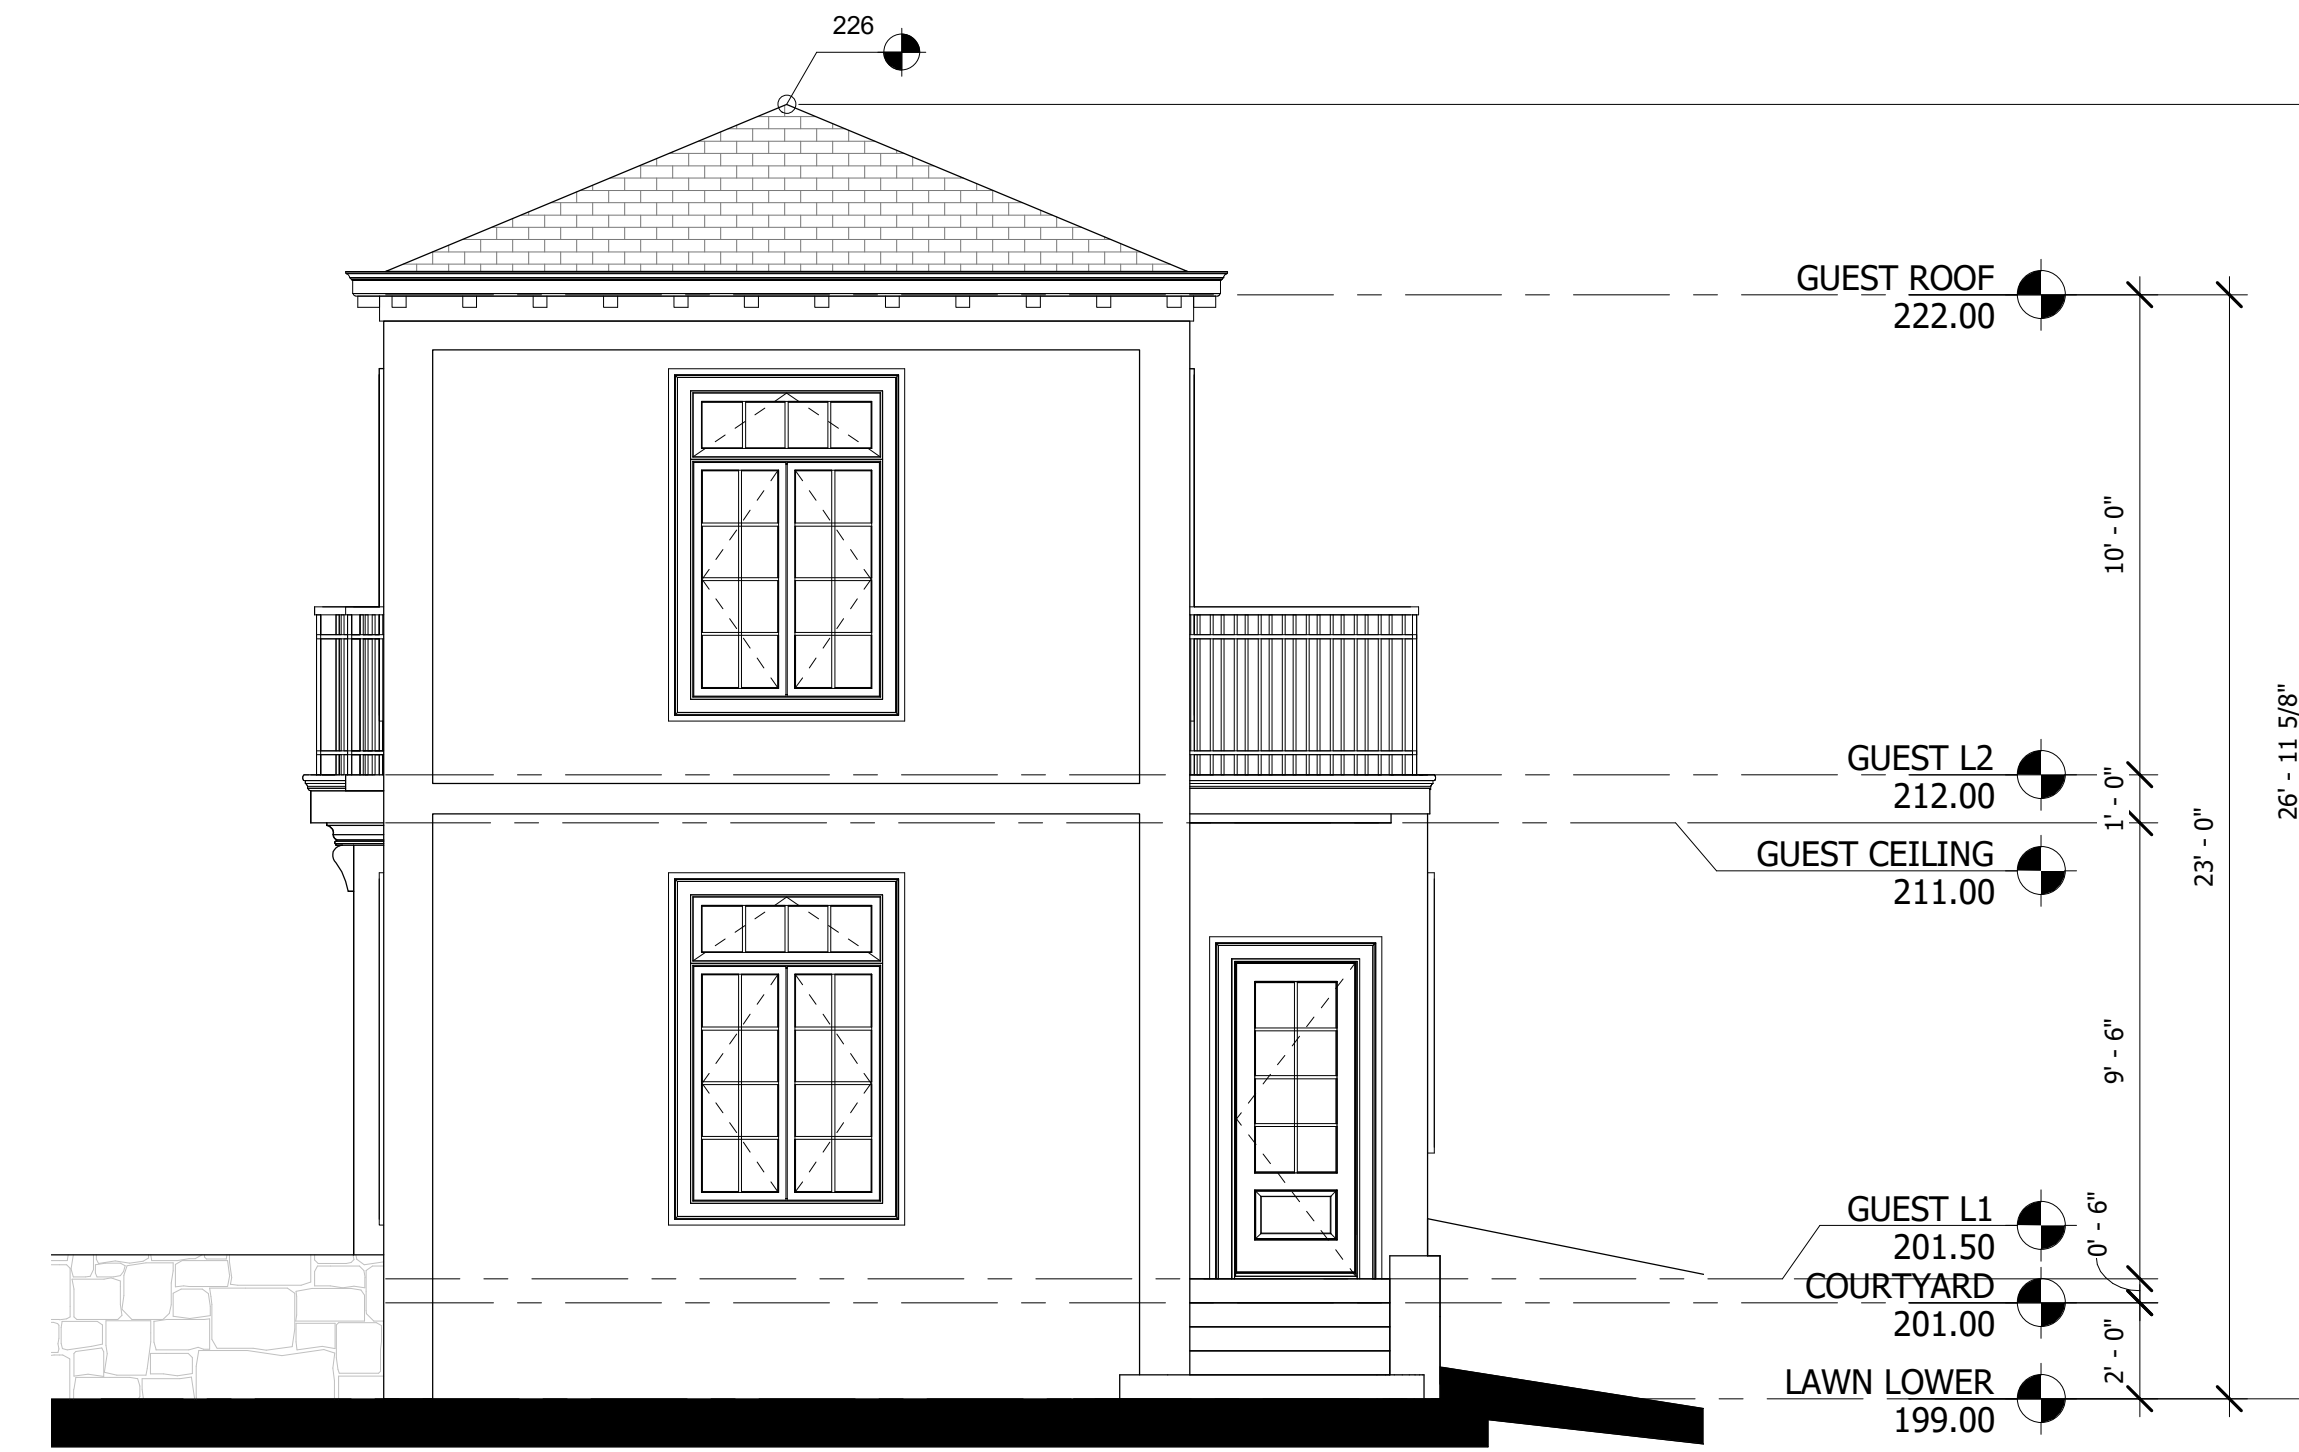 226
GUEST ROOF
222.00
10' - 0"
26' - 11 5/8"
GUEST L2
212.00
1' - 0"
23' - 0"
GUEST CEILING
211.00
9' - 6"
GUEST L1
201.50
0' - 6"
COURTYARD
201.00
2' - 0"
LAWN LOWER
199.00